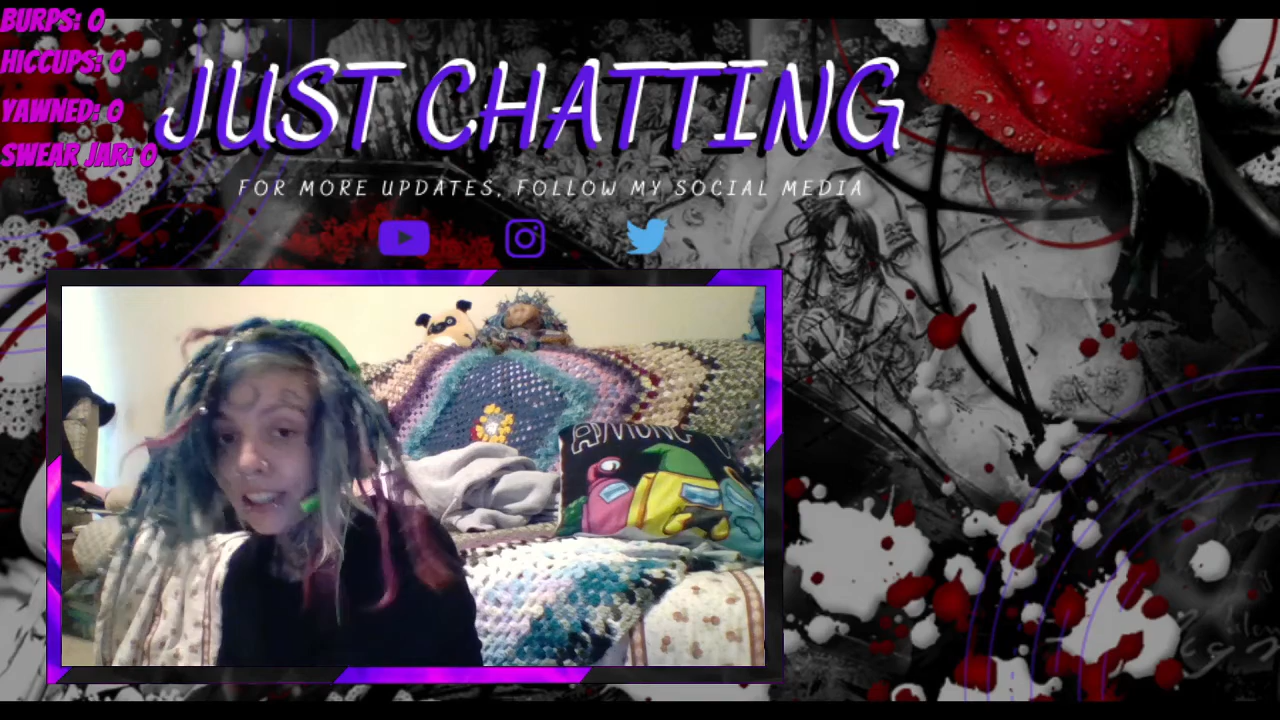 BURPS: 0
HICCUPS: 0
YAWNED: 0
SWEAR JAR: 0
JUST CHATTING
FOR MORE UPDATES, FOLLOW MY SOCIAL MEDIA
AMONG U